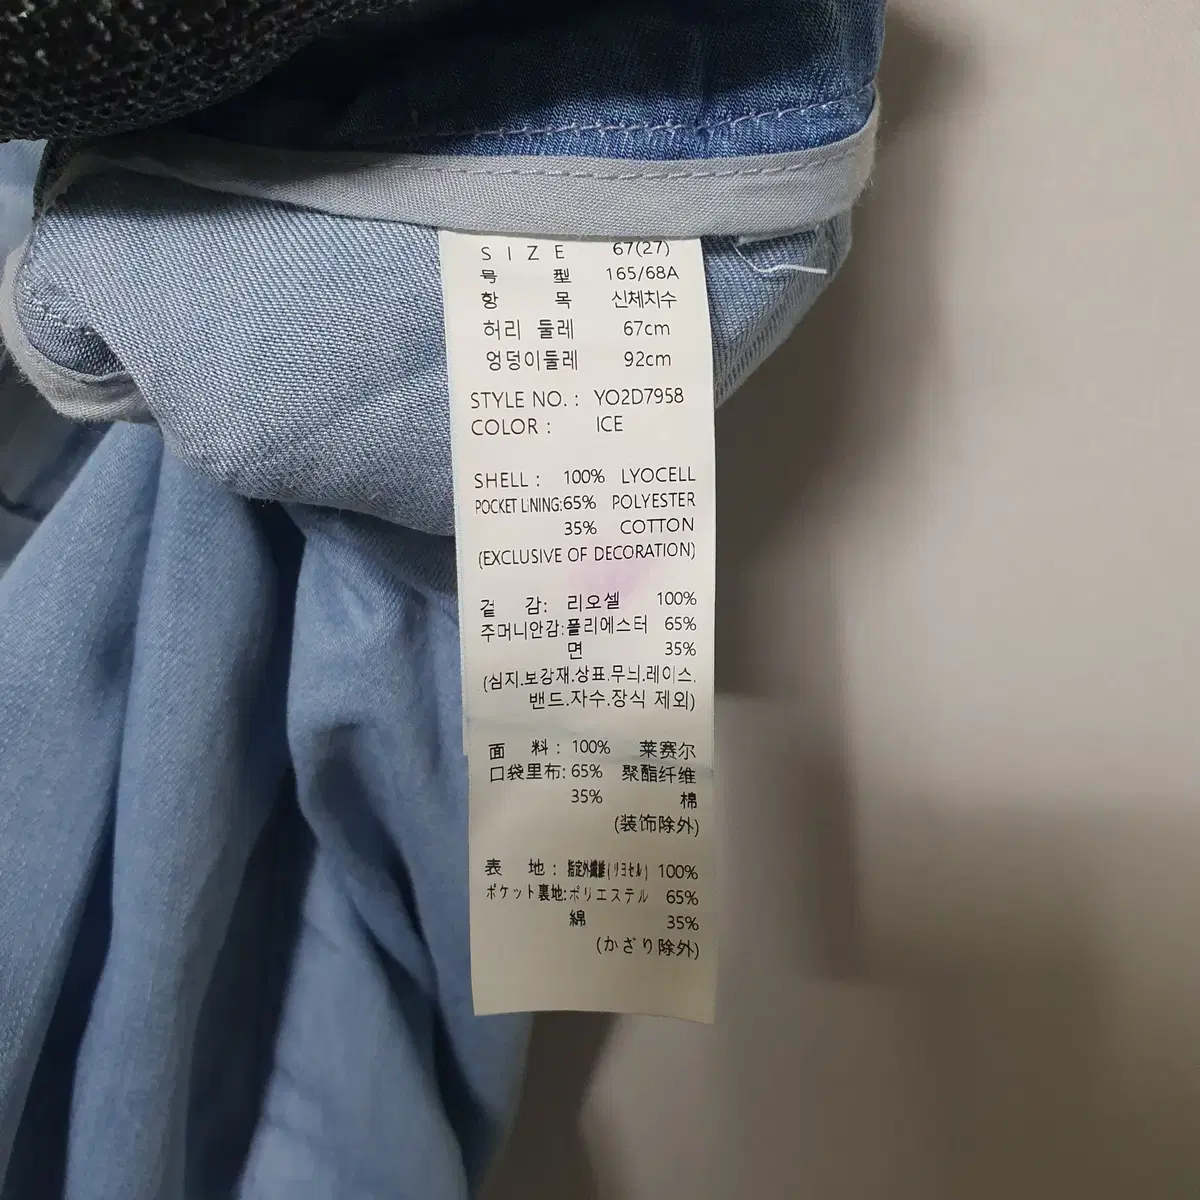 SIZE 67(27)
号 型 165/68A
항 목 신체치수
허리 둘레 67cm
엉덩이둘레 92cm
STYLE NO. : YO2D7958
COLOR : ICE
SHELL : 100% LYOCELL
POCKET LINING:65% POLYESTER
35% COTTON
(EXCLUSIVE OF DECORATION)
겉 감: 리오셀 100%
주머니안감:폴리에스터 65%
면 35%
(심지.보강재.상표.무늬.레이스.
밴드.자수.장식 제외)
面 料 : 100% 莱赛尔
口袋里布: 65% 聚酯纤维
35% 棉
(装饰除外)
表 地 : 指定外繊維(リヨセル) 100%
ポケット裏地:ポリエステル 65%
綿 35%
(かざり除外)